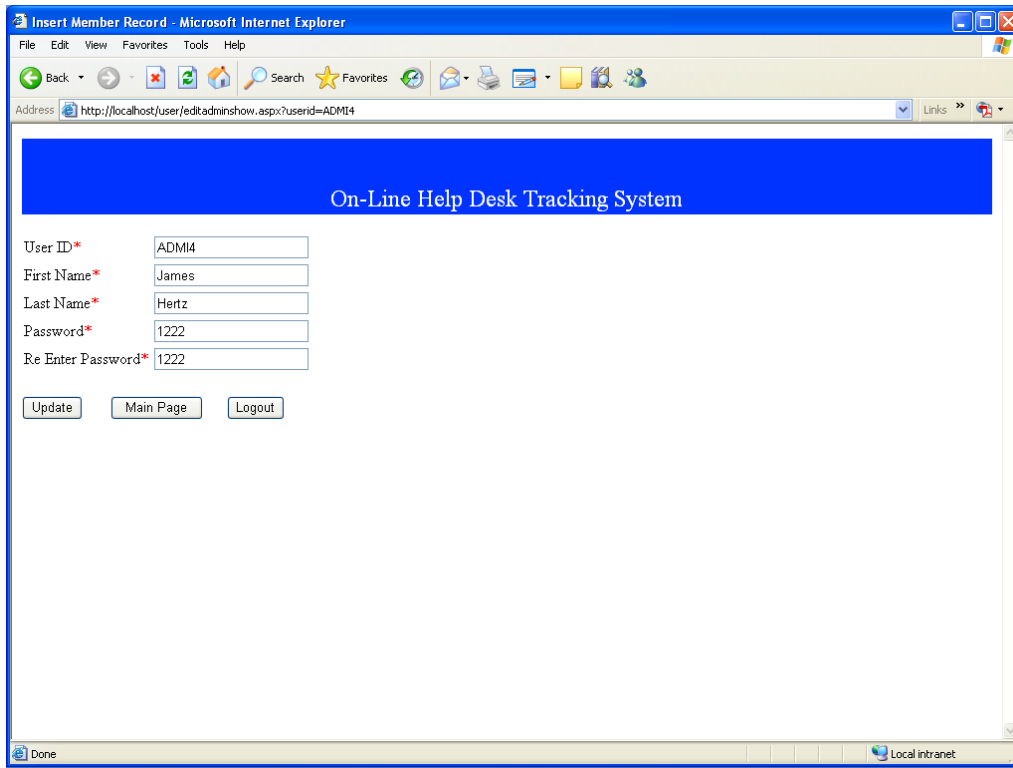 Insert Member Record - Microsoft Internet Explorer
File Edit View Favorites Tools Help
Back Search Favorites
Address http://localhost/user/editadminshow.aspx?userid=ADMI4 Links »
On-Line Help Desk Tracking System
User ID* ADMI4
First Name* James
Last Name* Hertz
Password* 1222
Re Enter Password* 1222
Update Main Page Logout
Done Local intranet